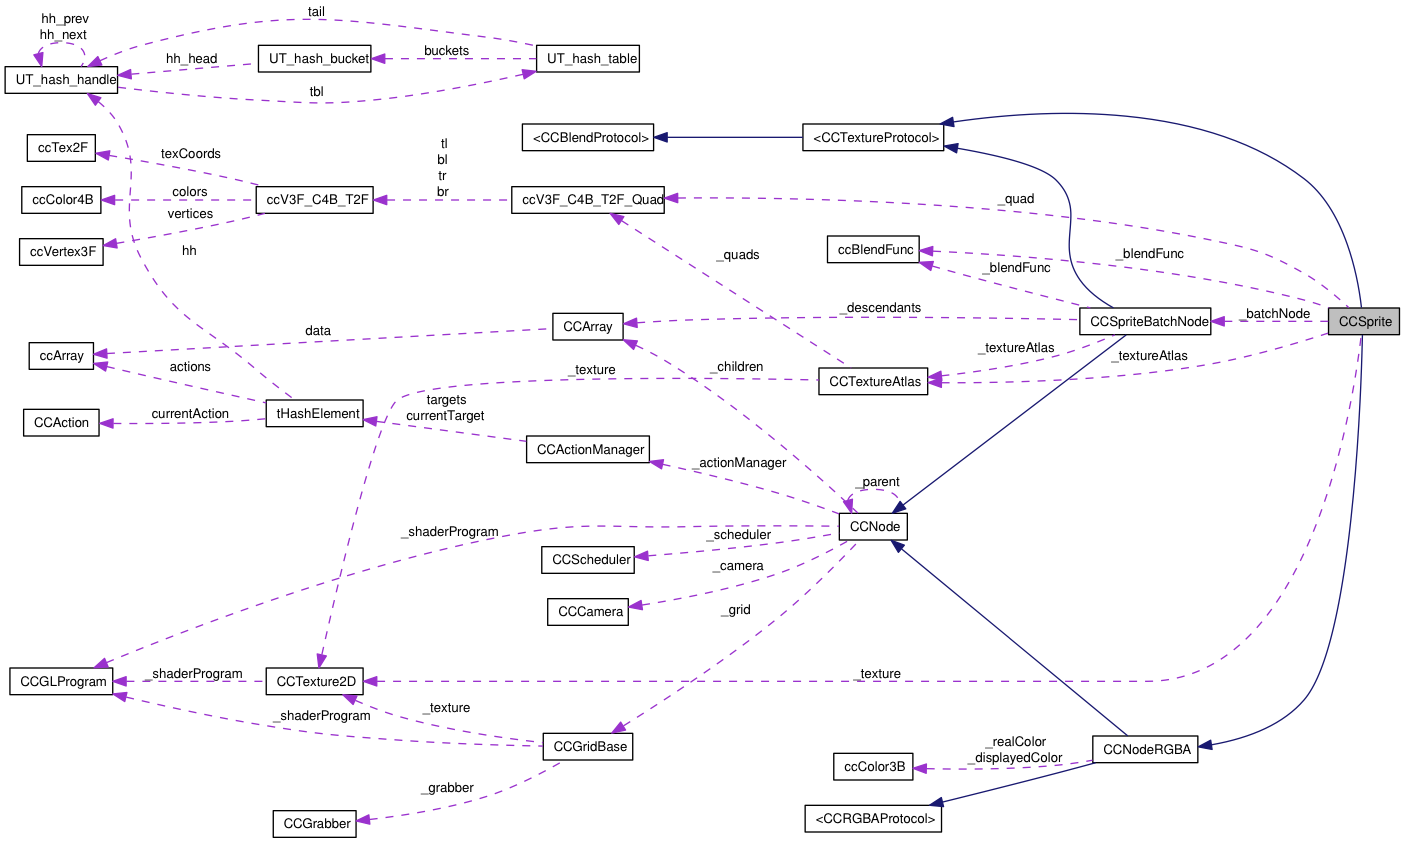 hh_prev
hh_next
tail
UT_hash_handle
hh_head
UT_hash_bucket
buckets
UT_hash_table
tbl
<CCBlendProtocol>
<CCTextureProtocol>
ccTex2F
texCoords
ccColor4B
colors
ccV3F_C4B_T2F
tl
bl
tr
br
ccV3F_C4B_T2F_Quad
_quad
vertices
ccVertex3F
hh
_quads
ccBlendFunc
_blendFunc
_blendFunc
_descendants
CCSpriteBatchNode
_batchNode
CCSprite
ccArray
data
CCArray
_textureAtlas
_textureAtlas
actions
_texture
_children
CCTextureAtlas
CCAction
currentAction
tHashElement
targets
currentTarget
CCActionManager
_actionManager
_parent
CCNode
_shaderProgram
CCScheduler
_scheduler
CCCamera
_camera
_grid
CCGLProgram
_shaderProgram
CCTexture2D
_texture
_shaderProgram
_texture
CCGridBase
ccColor3B
_realColor
_displayedColor
CCNodeRGBA
_grabber
CCGrabber
<CCRGBAProtocol>